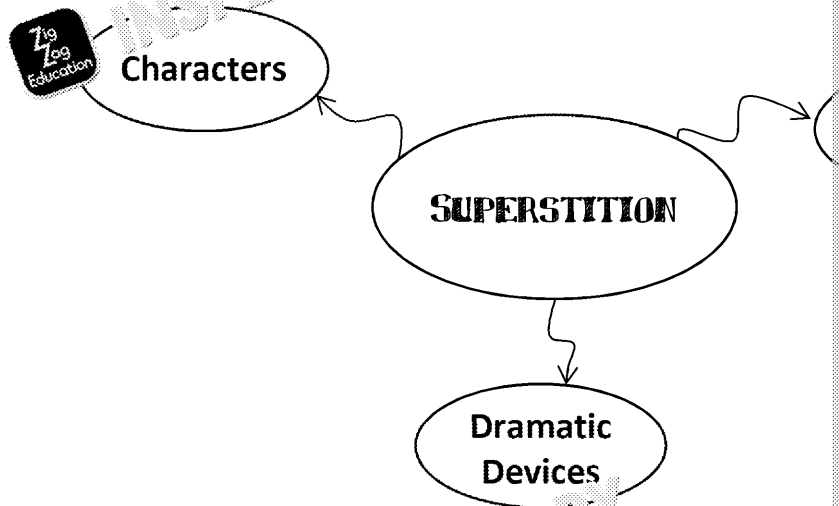 Zig
Zag
Education
Characters
SUPERSTITION
Dramatic
Devices